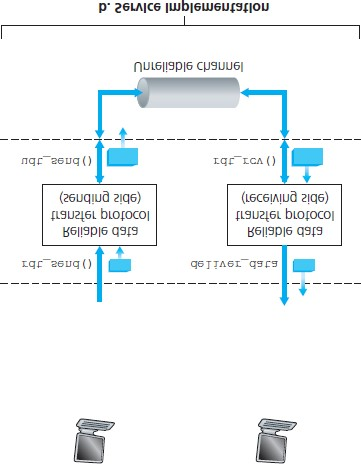 rdt_send()
deliver_data
Reliable data
transfer protocol
(sending side)
Reliable data
transfer protocol
(receiving side)
udt_send()
rdt_rcv()
Unreliable channel
b. Service implementation